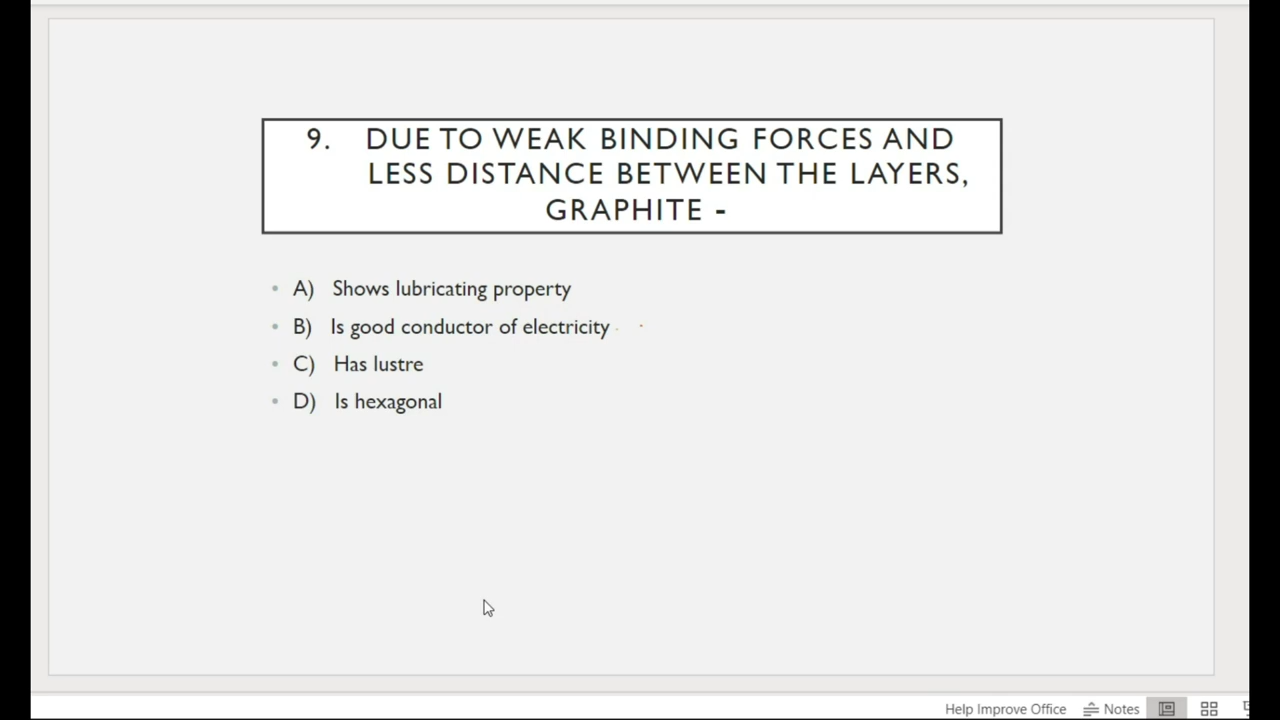 9. DUE TO WEAK BINDING FORCES AND
LESS DISTANCE BETWEEN THE LAYERS,
GRAPHITE -
• A) Shows lubricating property
• B) Is good conductor of electricity
• C) Has lustre
• D) Is hexagonal
Help Improve Office Notes